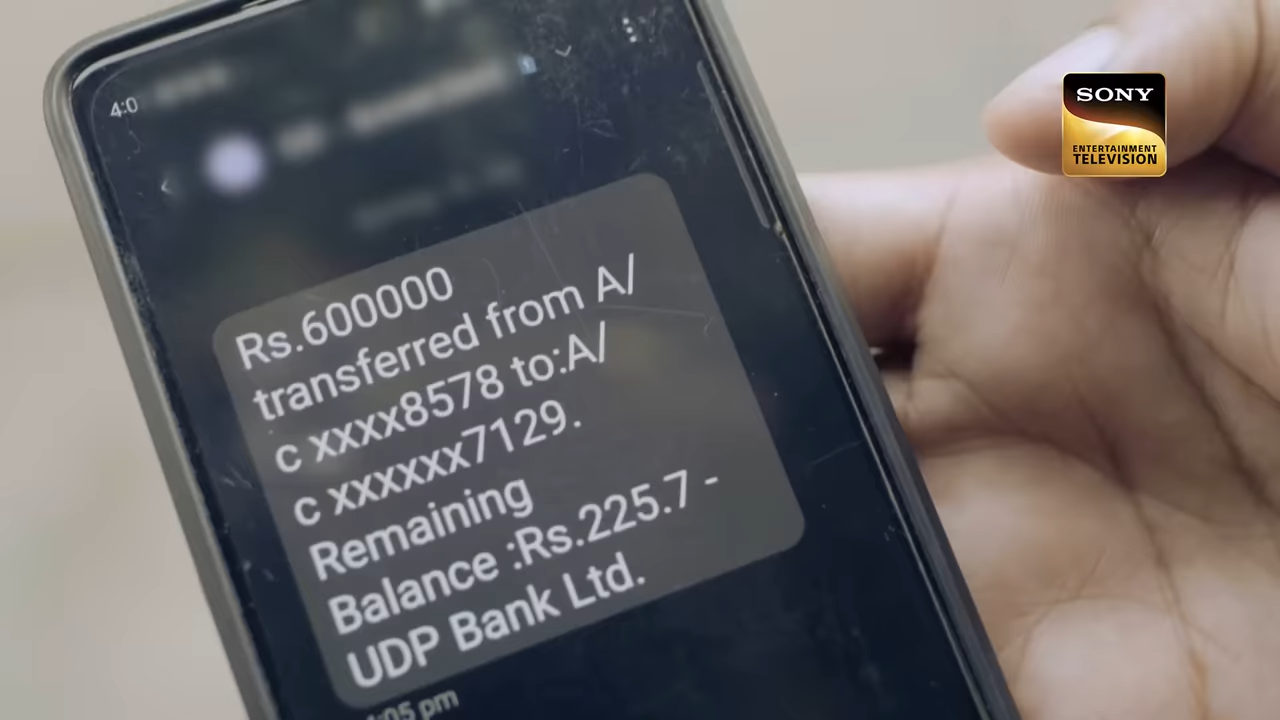 4:0
SONY
ENTERTAINMENT
TELEVISION
Rs.600000
transferred from A/
c xxxx8578 to:A/
c xxxxxx7129.
Remaining
Balance :Rs.225.7 -
UDP Bank Ltd.
:05 pm